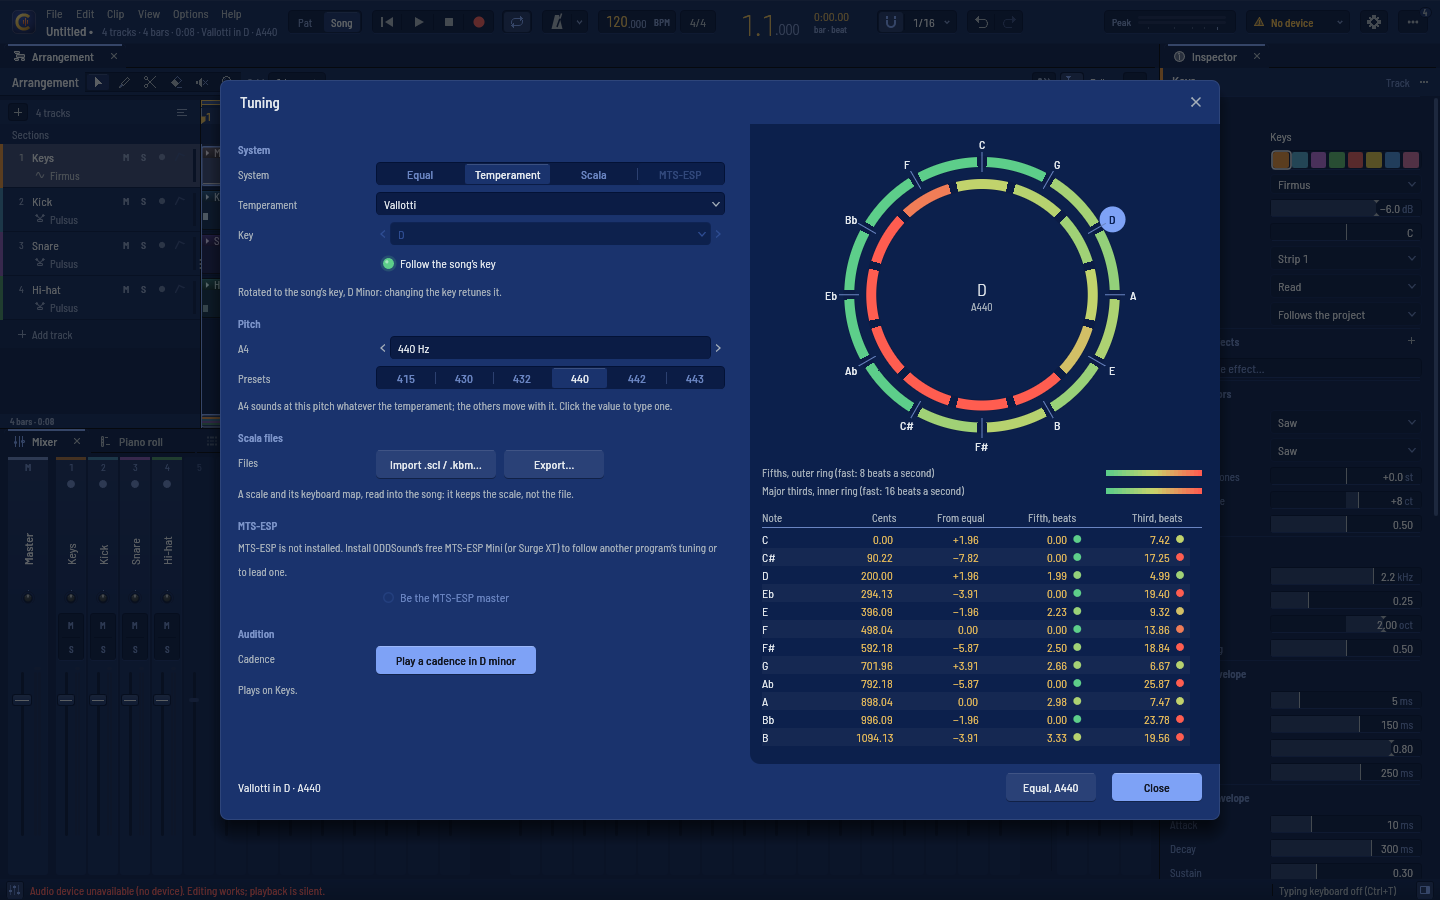 File Edit Clip View Options Help
Untitled • 4 tracks · 4 bars · 0:08 · Vallotti in D · A440
Pat Song
120.000 BPM 4/4
1.1.000
0:00.00
bar · beat
1/16
Peak
No device
4
Arrangement
Inspector
Arrangement
Track
4 tracks
Sections
1 Keys M S
Firmus
2 Kick M S
Pulsus
3 Snare M S
Pulsus
4 Hi-hat M S
Pulsus
Add track
4 bars · 0:08
Mixer
Piano roll
M 1 2 3 4 5
Master
Keys
Kick
Snare
Hi-hat
M M M M
S S S S
Audio device unavailable (no device). Editing works; playback is silent.
Tuning
System
System
Equal Temperament Scala MTS-ESP
Temperament
Vallotti
Key
D
Follow the song's key
Rotated to the song's key, D Minor: changing the key retunes it.
Pitch
A4
440 Hz
Presets
415 430 432 440 442 443
A4 sounds at this pitch whatever the temperament; the others move with it. Click the value to type one.
Scala files
Files
Import .scl / .kbm...
Export...
A scale and its keyboard map, read into the song: it keeps the scale, not the file.
MTS-ESP
MTS-ESP is not installed. Install ODDSound's free MTS-ESP Mini (or Surge XT) to follow another program's tuning or
to lead one.
Be the MTS-ESP master
Audition
Cadence
Play a cadence in D minor
Plays on Keys.
Vallotti in D · A440
C
F G
Bb D
Eb A
Ab E
C# B
F#
D
A440
Fifths, outer ring (fast: 8 beats a second)
Major thirds, inner ring (fast: 16 beats a second)
Note Cents From equal Fifth, beats Third, beats
C 0.00 +1.96 0.00 7.42
C# 90.22 −7.82 0.00 17.25
D 200.00 +1.96 1.99 4.99
Eb 294.13 −3.91 0.00 19.40
E 396.09 −1.96 2.23 9.32
F 498.04 0.00 0.00 13.86
F# 592.18 −5.87 2.50 18.84
G 701.96 +3.91 2.66 6.67
Ab 792.18 −5.87 0.00 25.87
A 898.04 0.00 2.98 7.47
Bb 996.09 −1.96 0.00 23.78
B 1094.13 −3.91 3.33 19.56
Equal, A440
Close
Keys
Firmus
−6.0 dB
C
Strip 1
Read
Follows the project
Saw
Saw
+0.0 st
+8 ct
0.50
2.2 kHz
0.25
2.00 oct
0.50
5 ms
150 ms
0.80
250 ms
Attack 10 ms
Decay 300 ms
Sustain 0.30
Typing keyboard off (Ctrl+T)